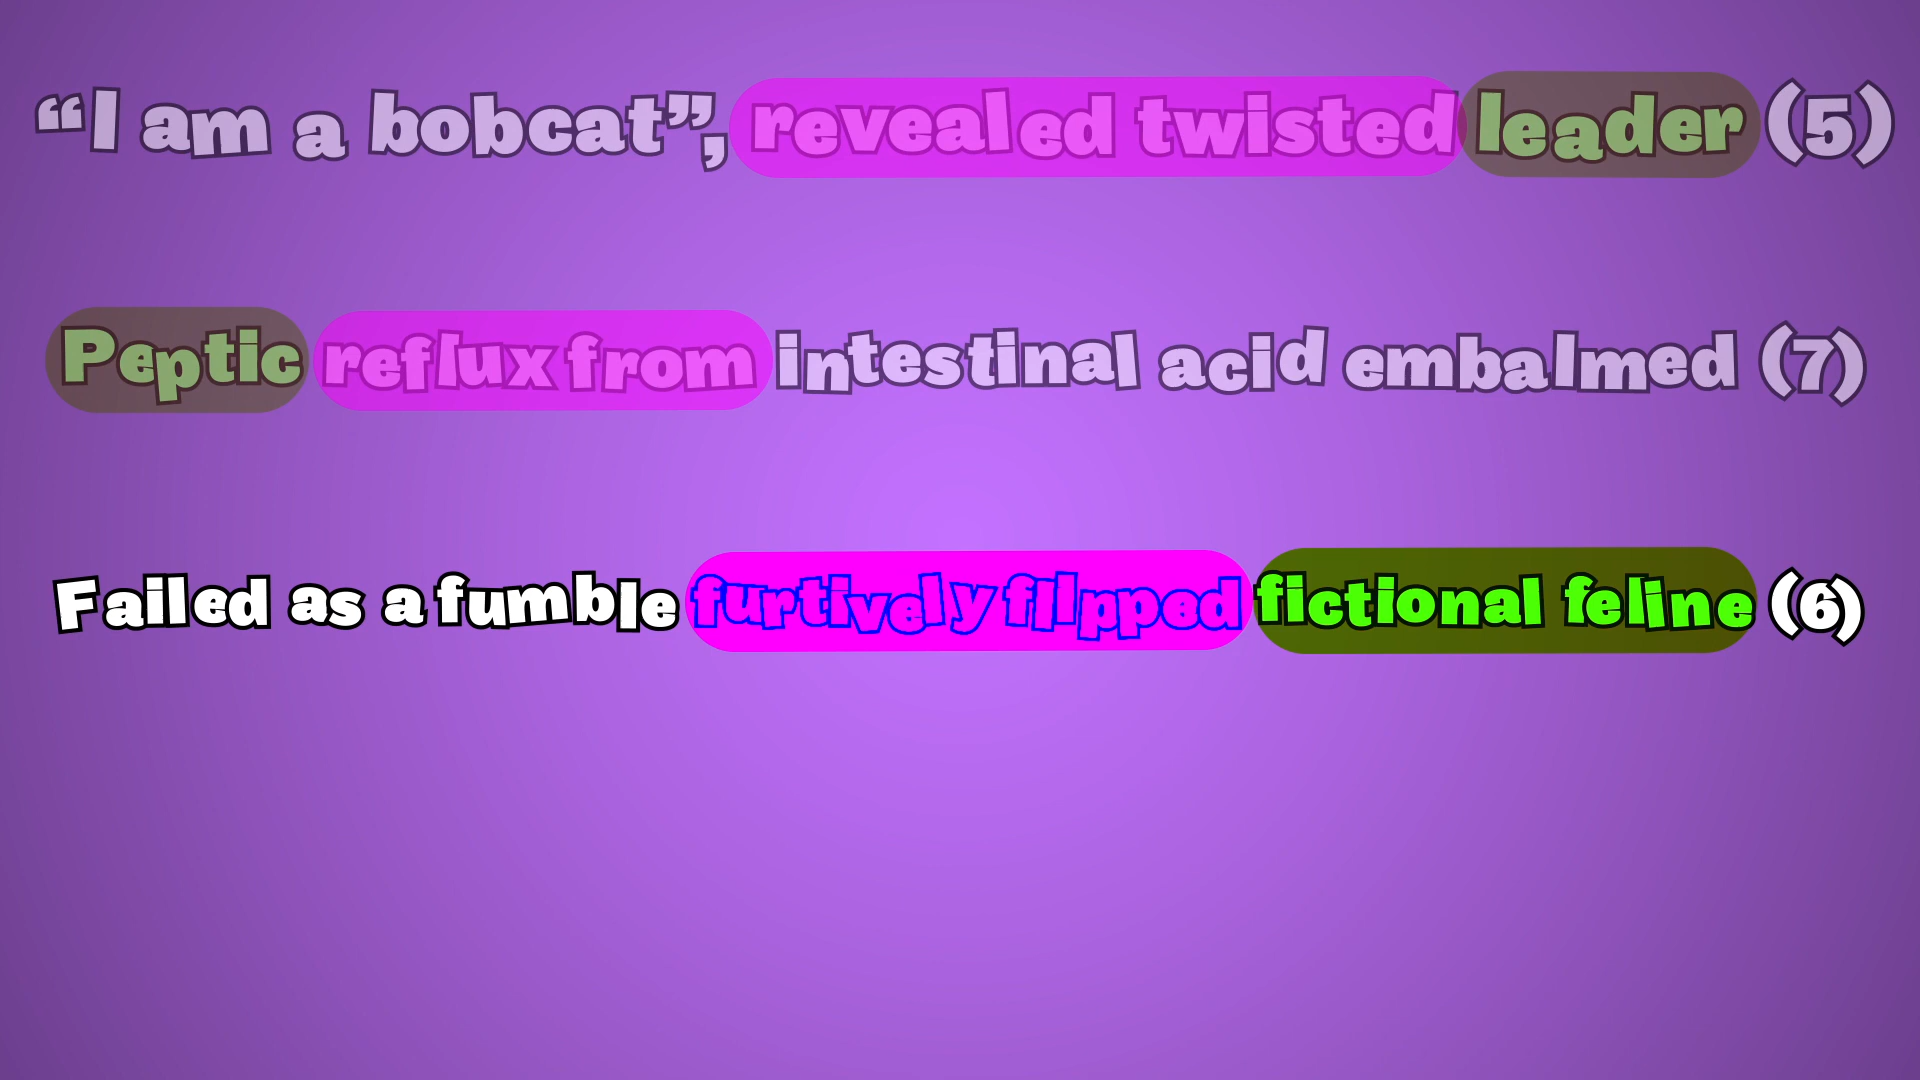 “I am a bobcat”, revealed twisted leader (5)
Peptic reflux from intestinal acid embalmed (7)
Failed as a fumble furtively flipped fictional feline (6)